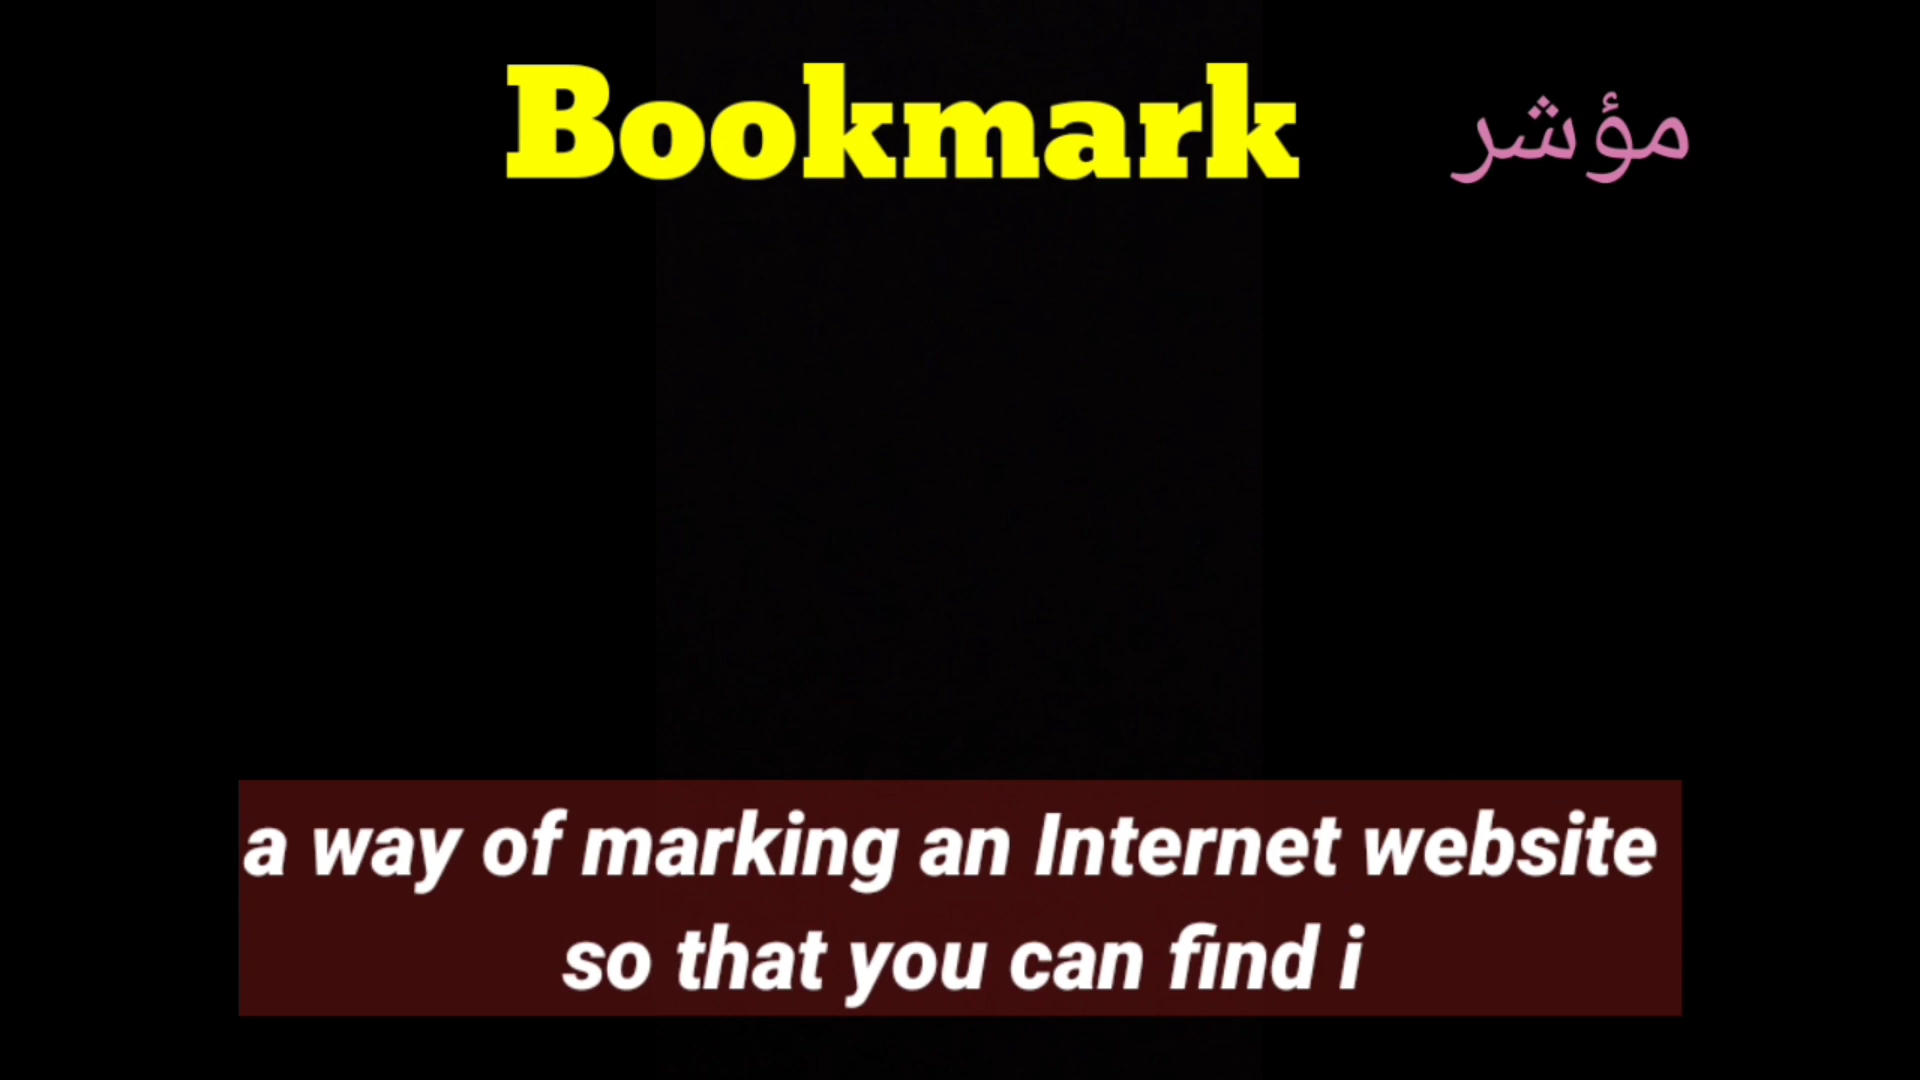 Bookmark مؤشر
a way of marking an Internet website
so that you can find i